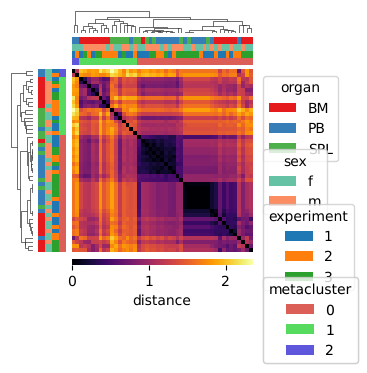 organ
BM
PB
SPL
sex
f
m
experiment
1
2
3
metacluster
0
1
2
0
1
2
distance